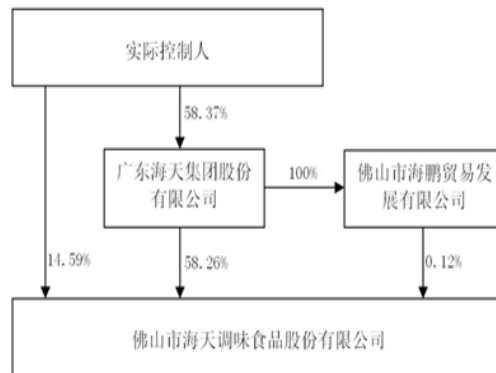 实际控制人
58.37%
广东海天集团股份
有限公司
100%
佛山市海鹏贸易发
展有限公司
14.59%
58.26%
0.12%
佛山市海天调味食品股份有限公司